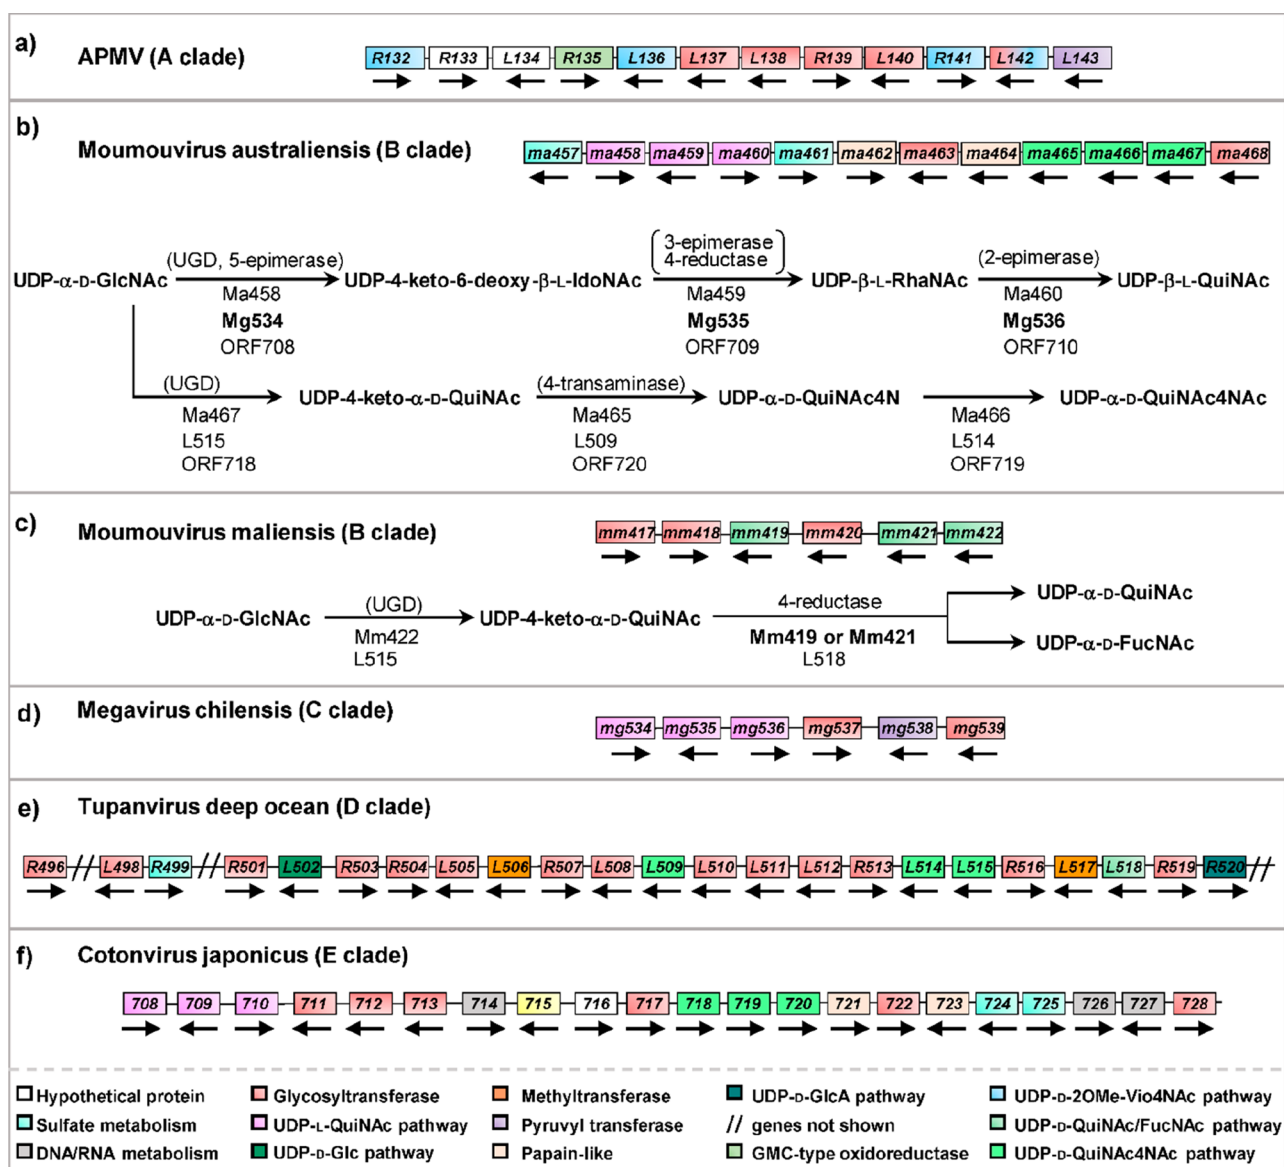 a) APMV (A clade)
R132 R133 L134 R135 L136 L137 L138 R139 L140 R141 L142 L143
b) Moumouvirus australiensis (B clade)
ma457 ma458 ma459 ma460 ma461 ma462 ma463 ma464 ma465 ma466 ma467 ma468
(UGD, 5-epimerase) (3-epimerase 4-reductase) (2-epimerase)
UDP-α-D-GlcNAc UDP-4-keto-6-deoxy-β-L-IdoNAc UDP-β-L-RhaNAc UDP-β-L-QuiNAc
Ma458 Ma459 Ma460
Mg534 Mg535 Mg536
ORF708 ORF709 ORF710
(UGD) (4-transaminase)
UDP-4-keto-α-D-QuiNAc UDP-α-D-QuiNAc4N UDP-α-D-QuiNAc4NAc
Ma467 Ma465 Ma466
L515 L509 L514
ORF718 ORF720 ORF719
c) Moumouvirus maliensis (B clade)
mm417 mm418 mm419 mm420 mm421 mm422
UDP-α-D-QuiNAc
(UGD) 4-reductase
UDP-α-D-GlcNAc UDP-4-keto-α-D-QuiNAc
Mm422 Mm419 or Mm421
UDP-α-D-FucNAc
L515 L518
d) Megavirus chilensis (C clade)
mg534 mg535 mg536 mg537 mg538 mg539
e) Tupanvirus deep ocean (D clade)
R496 // L498 R499 // R501 L502 R503 R504 L505 L506 R507 L508 L509 L510 L511 L512 R513 L514 L515 R516 L517 L518 R519 R520 //
f) Cotonvirus japonicus (E clade)
708 709 710 711 712 713 714 715 716 717 718 719 720 721 722 723 724 725 726 727 728
Hypothetical protein Glycosyltransferase Methyltransferase UDP-D-GlcA pathway UDP-D-2OMe-Vio4NAc pathway
Sulfate metabolism UDP-L-QuiNAc pathway Pyruvyl transferase // genes not shown UDP-D-QuiNAc/FucNAc pathway
DNA/RNA metabolism UDP-D-Glc pathway Papain-like GMC-type oxidoreductase UDP-D-QuiNAc4NAc pathway